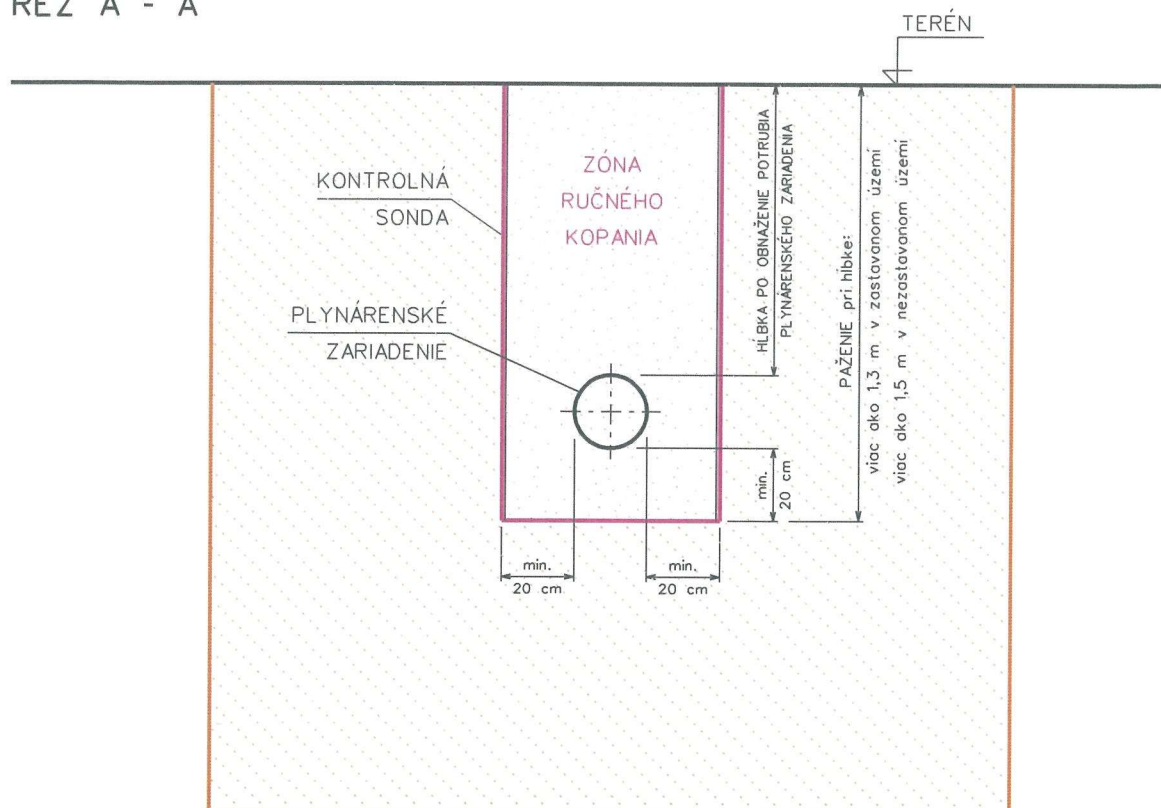 REZ A - A
TERÉN
KONTROLNÁ
SONDA
ZÓNA
RUČNÉHO
KOPANIA
PLYNÁRENSKÉ
ZARIADENIE
HĹBKA PO OBNAŽENIE POTRUBIA
PLYNÁRENSKÉHO ZARIADENIA
PAŽENIE pri hĺbke:
viac ako 1,3 m v zastavanom území
viac ako 1,5 m v nezastavanom území
min.
20 cm
min.
20 cm
min.
20 cm